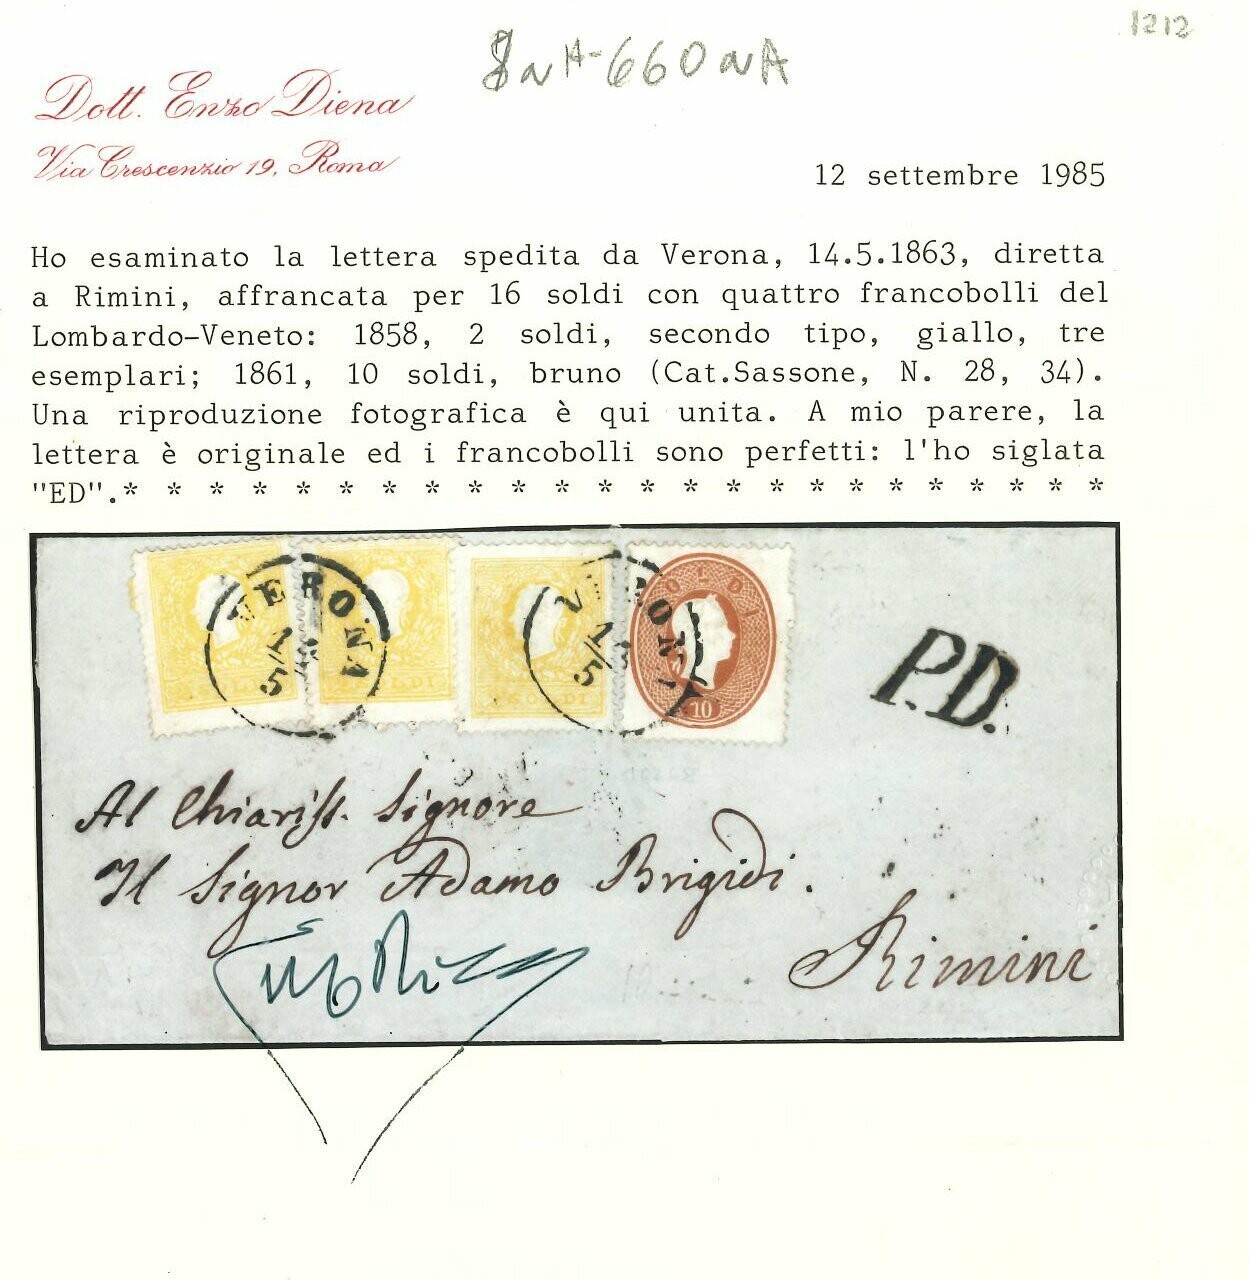 1212
Dott. Enzo Diena
Via Crescenzio 19, Roma
12 settembre 1985
Ho esaminato la lettera spedita da Verona, 14.5.1863, diretta
a Rimini, affrancata per 16 soldi con quattro francobolli del
Lombardo-Veneto: 1858, 2 soldi, secondo tipo, giallo, tre
esemplari; 1861, 10 soldi, bruno (Cat.Sassone, N. 28, 34).
Una riproduzione fotografica è qui unita. A mio parere, la
lettera è originale ed i francobolli sono perfetti: l'ho siglata
"ED".* * * * * * * * * * * * * * * * * * * * * * *
VERONA
VERONA
SOLDI
10
P.D.
Al Chiariss. Signore
Il Signor Adamo Brigidi.
Rimini